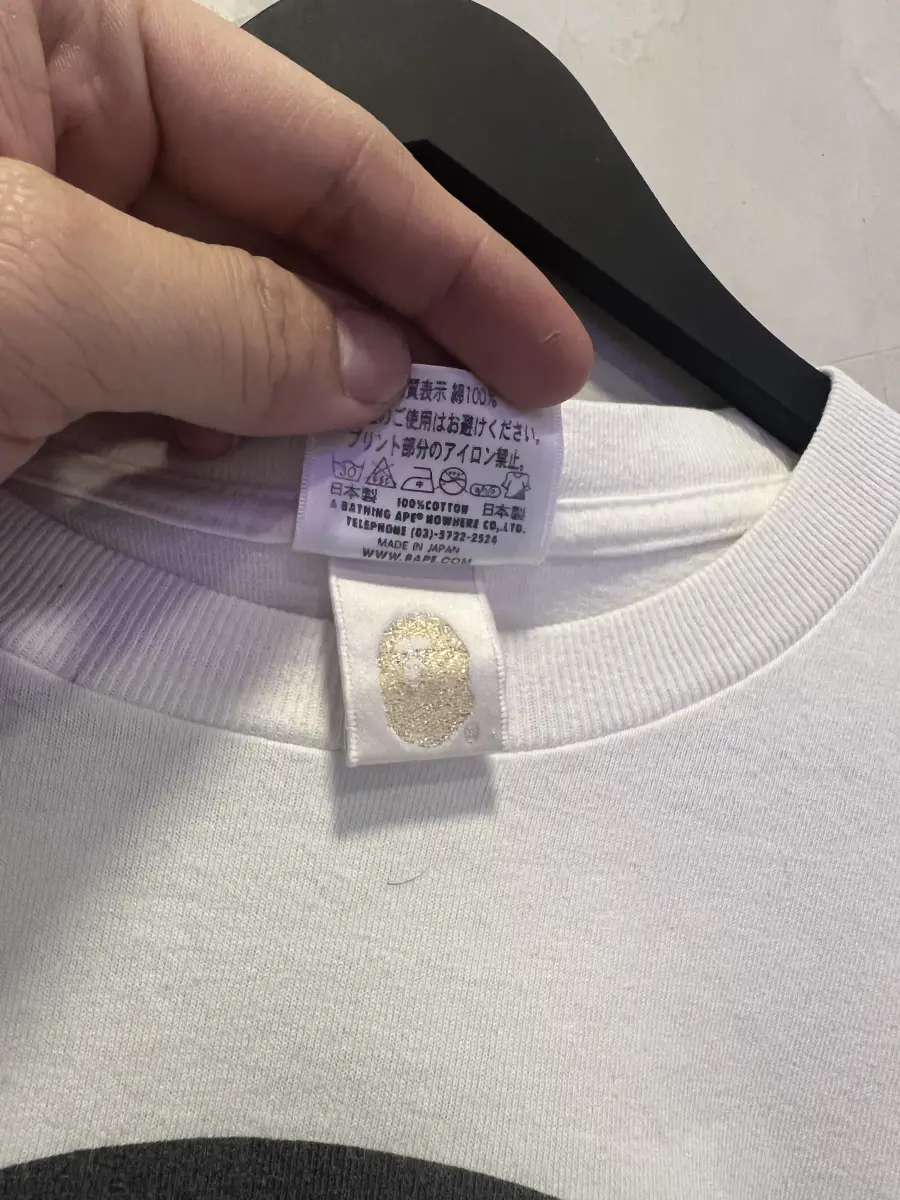 質表示 綿100%
のご使用はお避けください。
プリント部分のアイロン禁止。
30
日本製 100%COTTON 日本製
A BATHING APE® NOWHERE CO.,LTD.
TELEPHONE (03)-5722-2524
MADE IN JAPAN
WWW.BAPE.COM
®